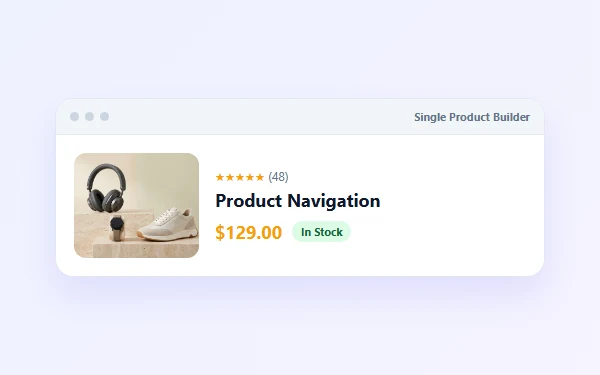 Single Product Builder
★★★★★ (48)
Product Navigation
$129.00 In Stock